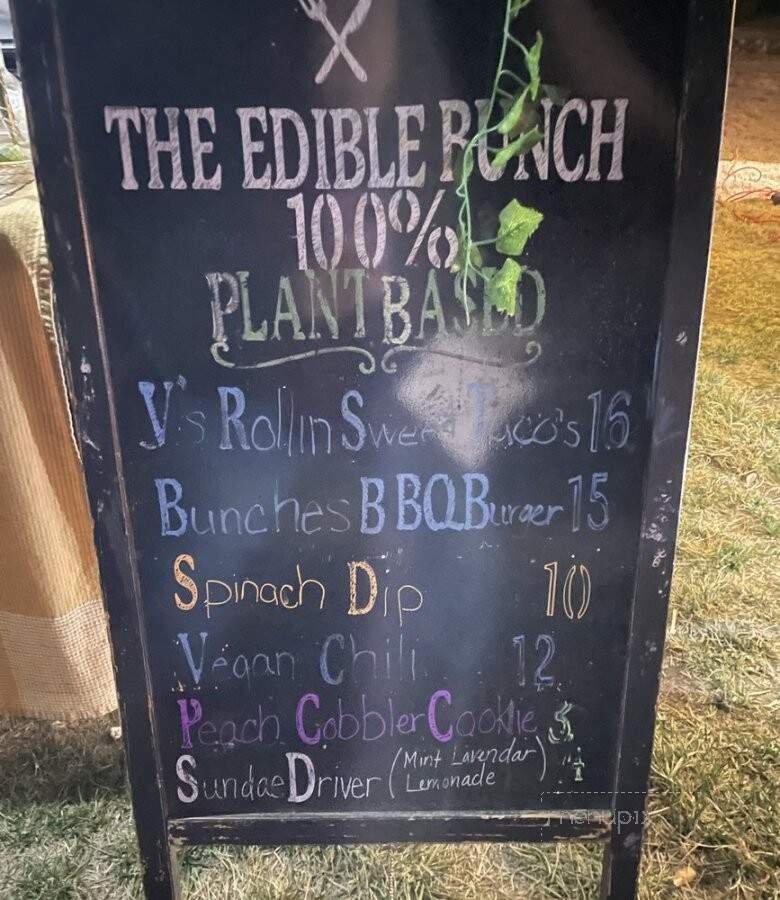 THE EDIBLE BUNCH
100%
PLANT BASED
V's Rollin Sweet Taco's 16
Bunches BBQ Burger 15
Spinach Dip 10
Vegan Chili 12
Peach Cobbler Cookie 5
Sundae Driver (Mint Lavendar Lemonade)
menupix